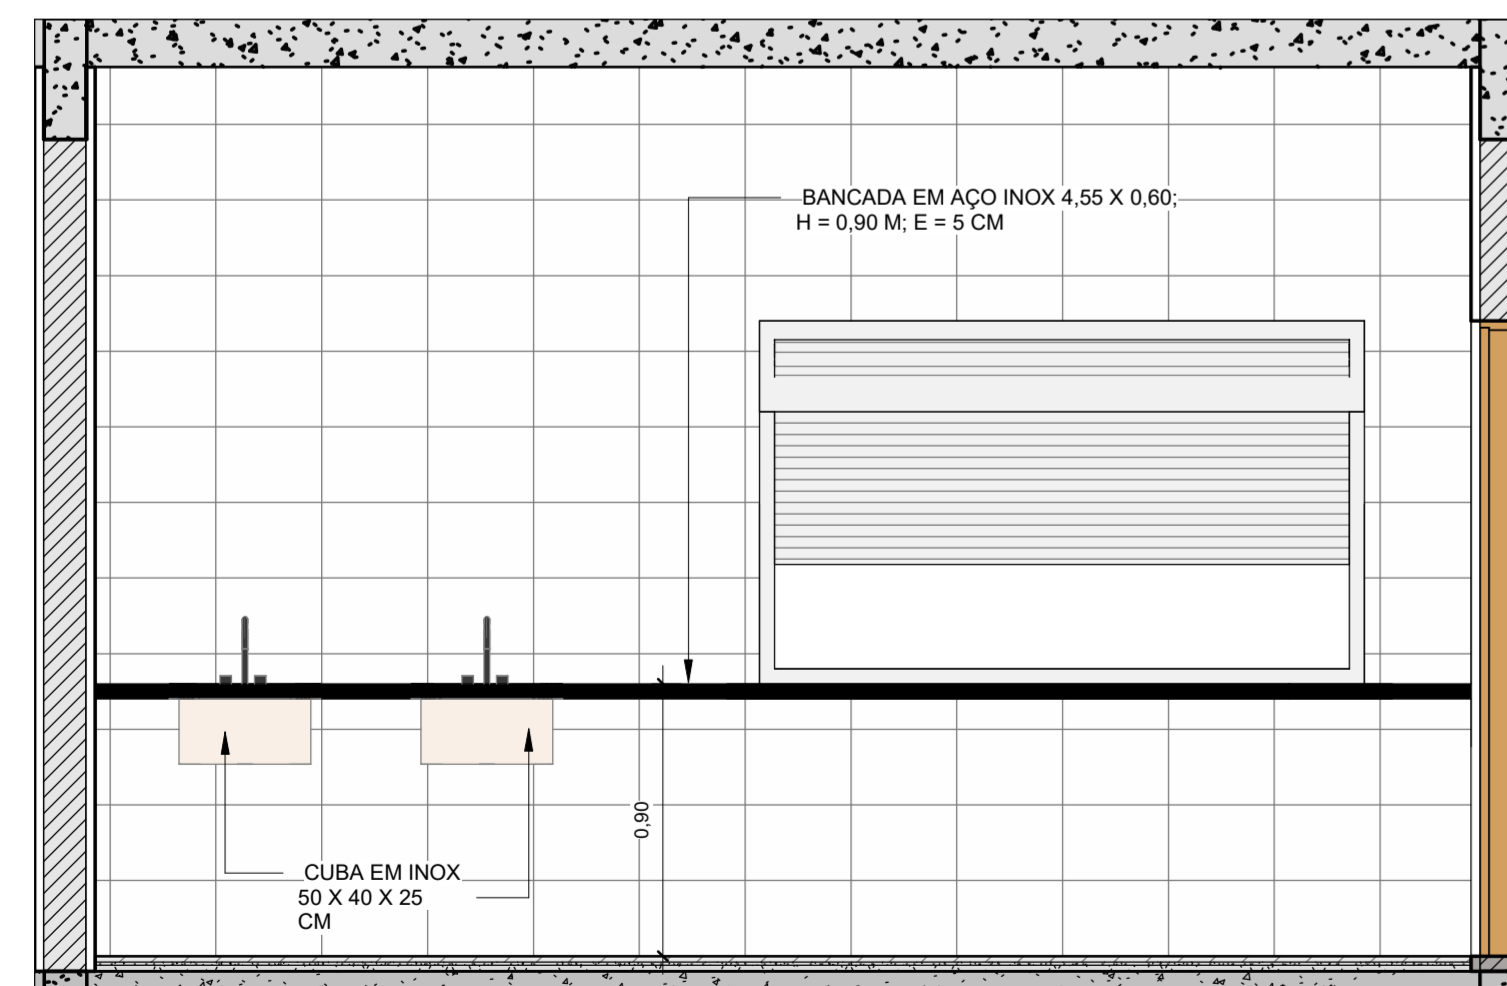 BANCADA EM AÇO INOX 4,55 X 0,60;
H = 0,90 M; E = 5 CM
0,90
CUBA EM INOX
50 X 40 X 25
CM